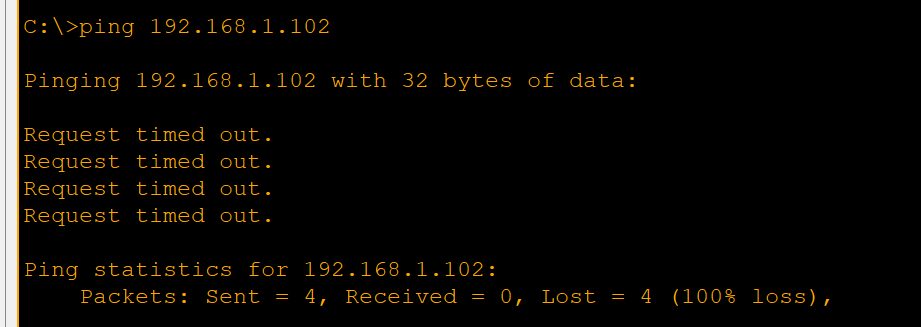 C:\>ping 192.168.1.102
Pinging 192.168.1.102 with 32 bytes of data:
Request timed out.
Request timed out.
Request timed out.
Request timed out.
Ping statistics for 192.168.1.102:
Packets: Sent = 4, Received = 0, Lost = 4 (100% loss),